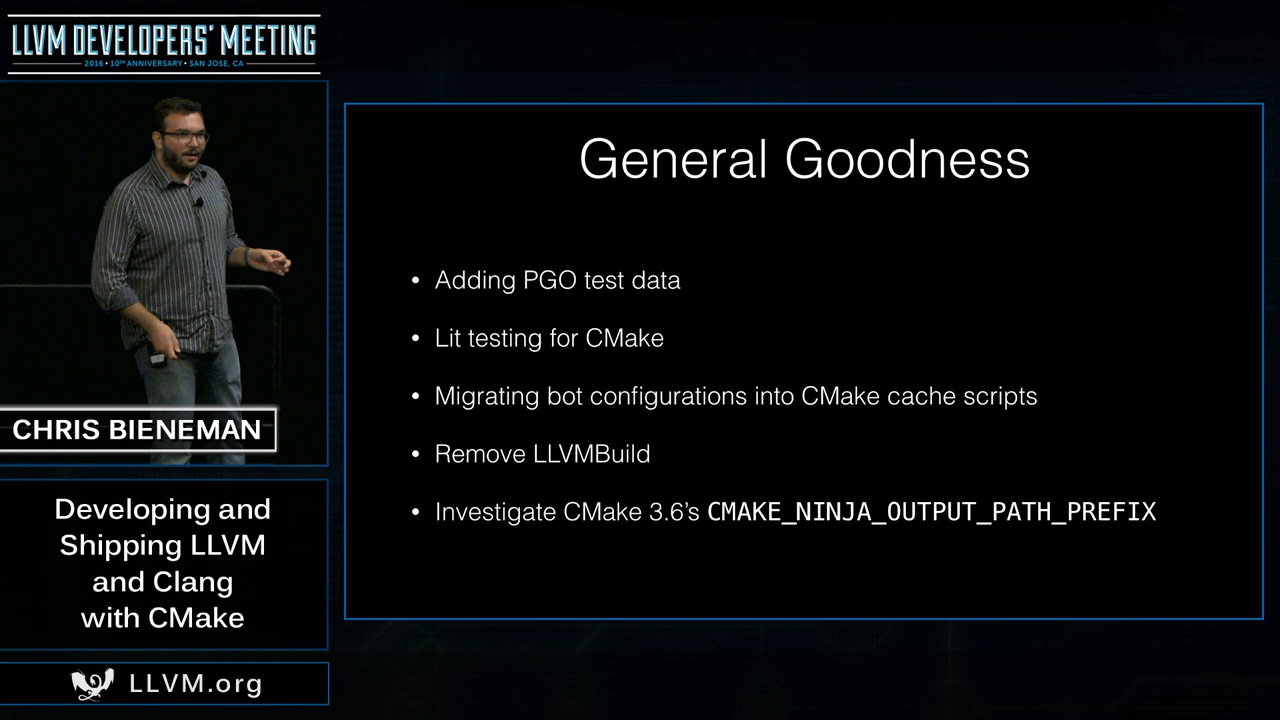 LLVM DEVELOPERS' MEETING
2016 • 10TH ANNIVERSARY • SAN JOSE, CA
General Goodness
• Adding PGO test data
• Lit testing for CMake
• Migrating bot configurations into CMake cache scripts
• Remove LLVMBuild
• Investigate CMake 3.6’s CMAKE_NINJA_OUTPUT_PATH_PREFIX
CHRIS BIENEMAN
Developing and
Shipping LLVM
and Clang
with CMake
LLVM.org